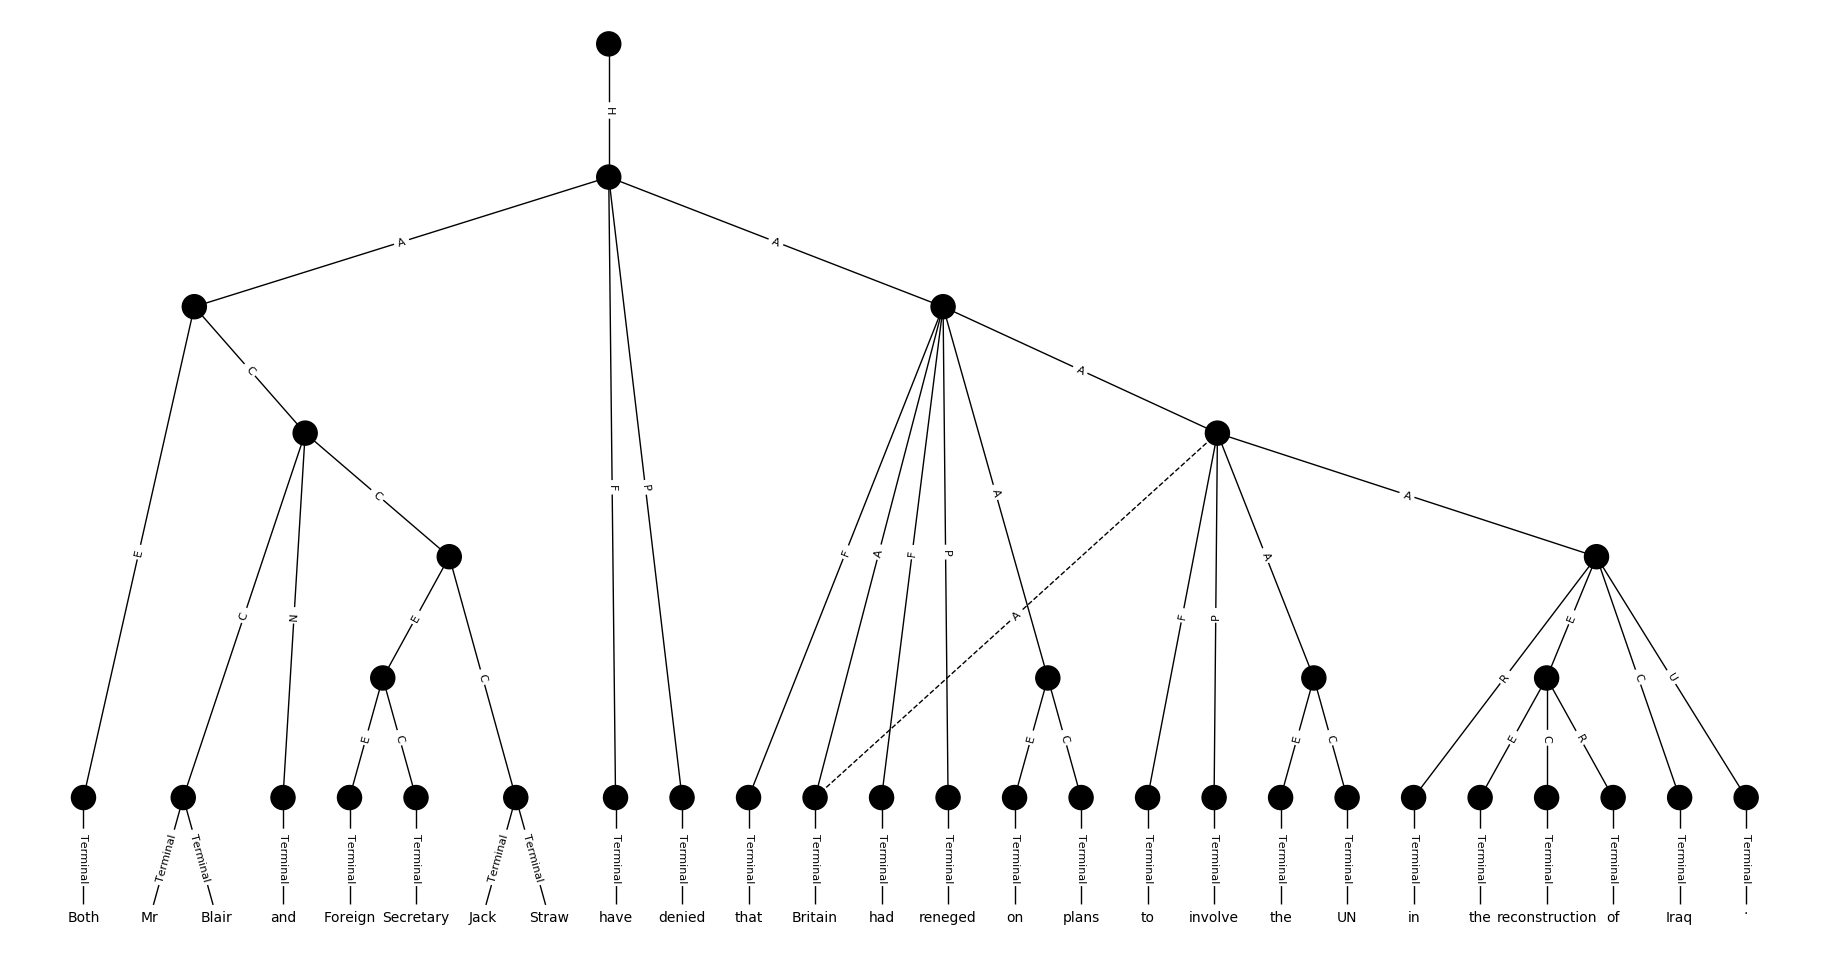 H
A A
C C A
C A
E F P A
F A F P
E C N E C A F P A R E C U
E C E C E C E C R
Terminal Terminal Terminal Terminal Terminal Terminal Terminal Terminal Terminal Terminal Terminal Terminal Terminal Terminal Terminal Terminal Terminal Terminal Terminal Terminal Terminal Terminal Terminal Terminal Terminal Terminal
Both Mr Blair and Foreign Secretary Jack Straw have denied that Britain had reneged on plans to involve the UN in the reconstruction of Iraq .